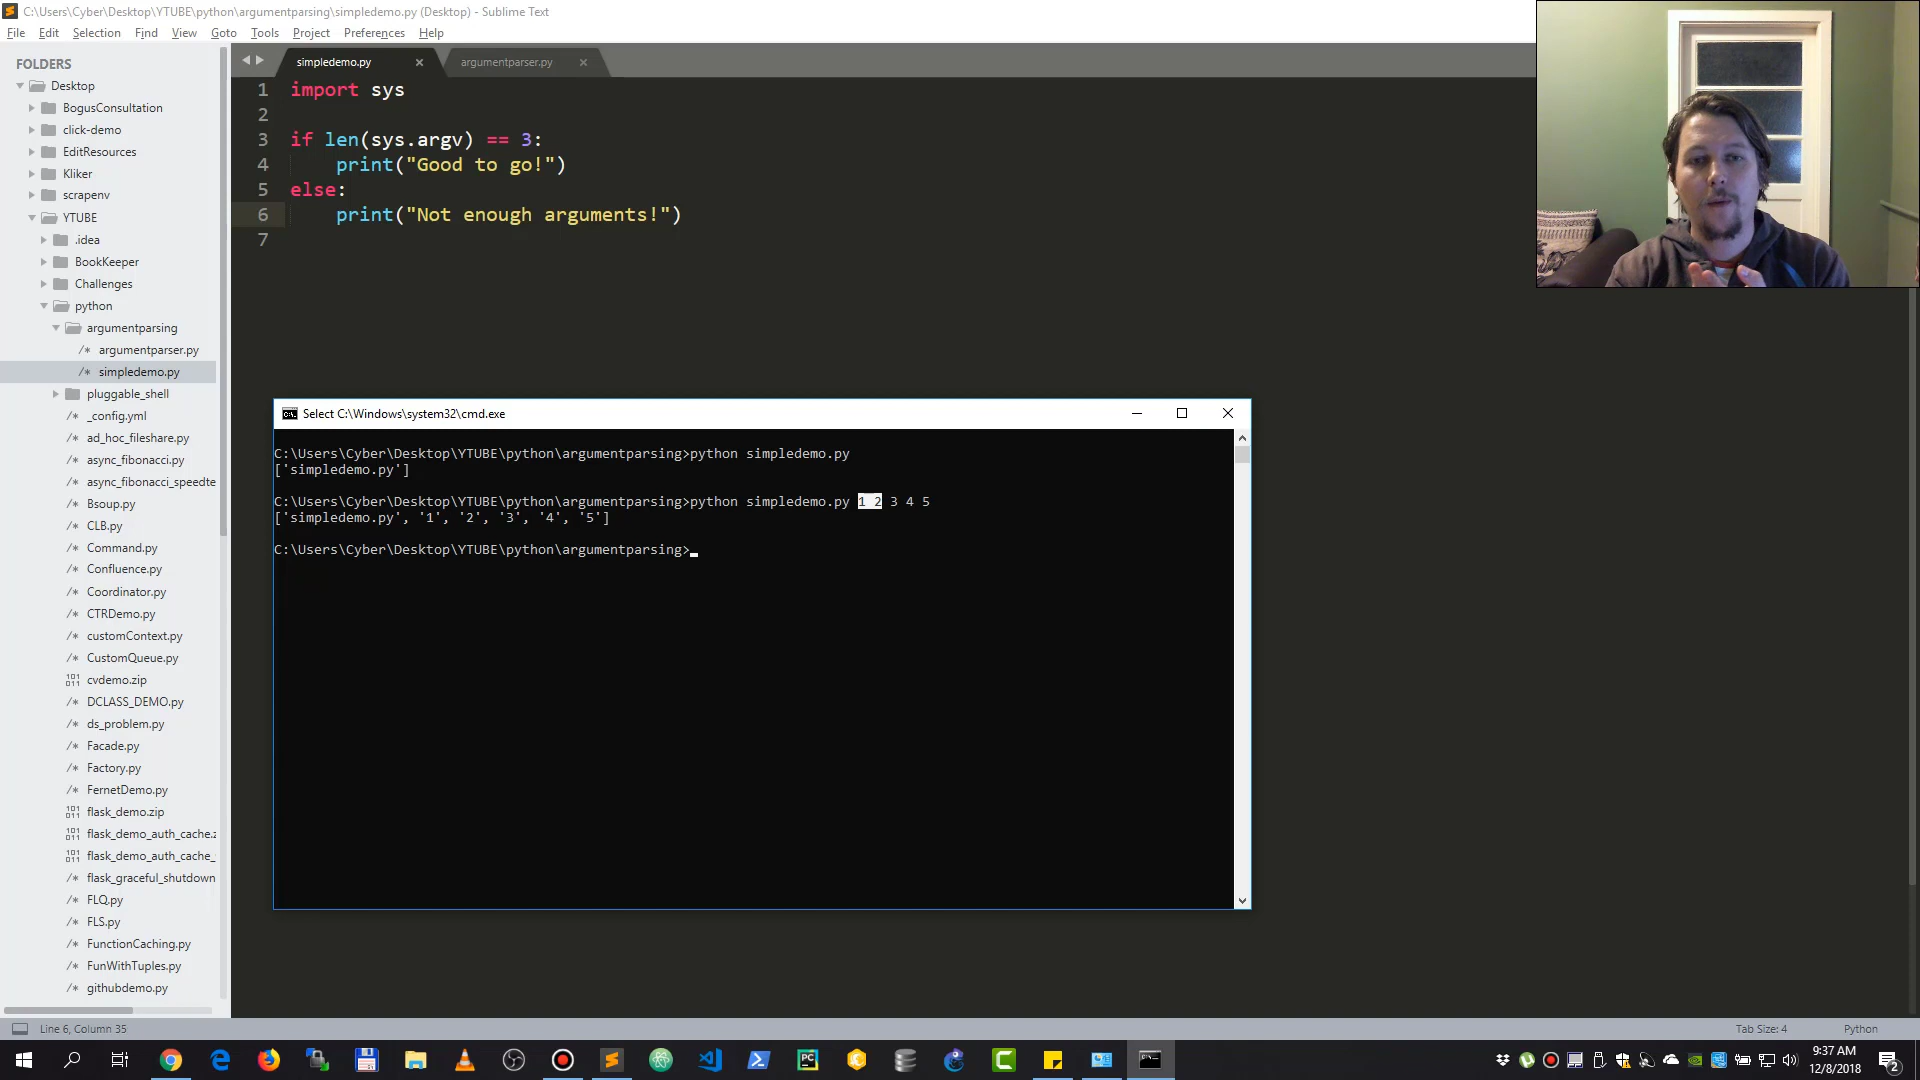 C:\Users\Cyber\Desktop\YTUBE\python\argumentparsing\simpledemo.py (Desktop) - Sublime Text
File Edit Selection Find View Goto Tools Project Preferences Help
FOLDERS
Desktop
BogusConsultation
click-demo
EditResources
Kliker
scrapenv
YTUBE
.idea
BookKeeper
Challenges
python
argumentparsing
argumentparser.py
simpledemo.py
pluggable_shell
_config.yml
ad_hoc_fileshare.py
async_fibonacci.py
async_fibonacci_speedte
Bsoup.py
CLB.py
Command.py
Confluence.py
Coordinator.py
CTRDemo.py
customContext.py
CustomQueue.py
cvdemo.zip
DCLASS_DEMO.py
ds_problem.py
Facade.py
Factory.py
FernetDemo.py
flask_demo.zip
flask_demo_auth_cache.z
flask_demo_auth_cache_
flask_graceful_shutdown
FLQ.py
FLS.py
FunctionCaching.py
FunWithTuples.py
githubdemo.py
simpledemo.py argumentparser.py
1 import sys
2
3 if len(sys.argv) == 3:
4 print("Good to go!")
5 else:
6 print("Not enough arguments!")
7
Select C:\Windows\system32\cmd.exe
C:\Users\Cyber\Desktop\YTUBE\python\argumentparsing>python simpledemo.py
['simpledemo.py']
C:\Users\Cyber\Desktop\YTUBE\python\argumentparsing>python simpledemo.py 1 2 3 4 5
['simpledemo.py', '1', '2', '3', '4', '5']
C:\Users\Cyber\Desktop\YTUBE\python\argumentparsing>
Line 6, Column 35
Tab Size: 4
Python
9:37 AM
12/8/2018
2